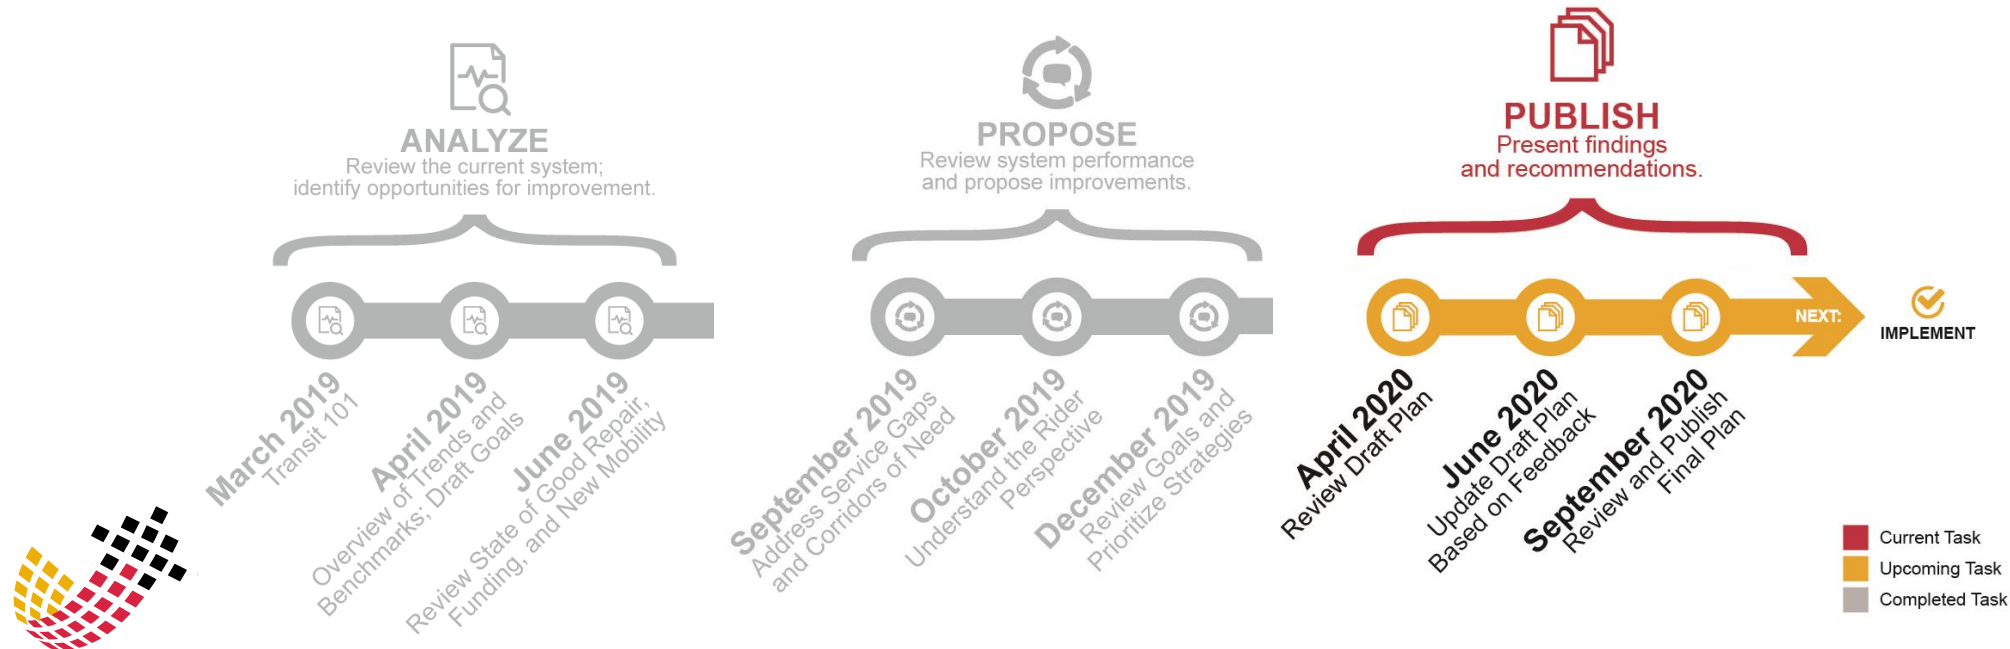 ANALYZE
Review the current system;
identify opportunities for improvement.
March 2019
Transit 101
April 2019
Overview of Trends and
Benchmarks; Draft Goals
June 2019
Review State of Good Repair,
Funding, and New Mobility
PROPOSE
Review system performance
and propose improvements.
September 2019
Address Service Gaps
and Corridors of Need
October 2019
Understand the Rider
Perspective
December 2019
Review Goals and
Prioritize Strategies
PUBLISH
Present findings
and recommendations.
April 2020
Review Draft Plan
June 2020
Update Draft Plan
Based on Feedback
September 2020
Review and Publish
Final Plan
NEXT:
IMPLEMENT
Current Task
Upcoming Task
Completed Task